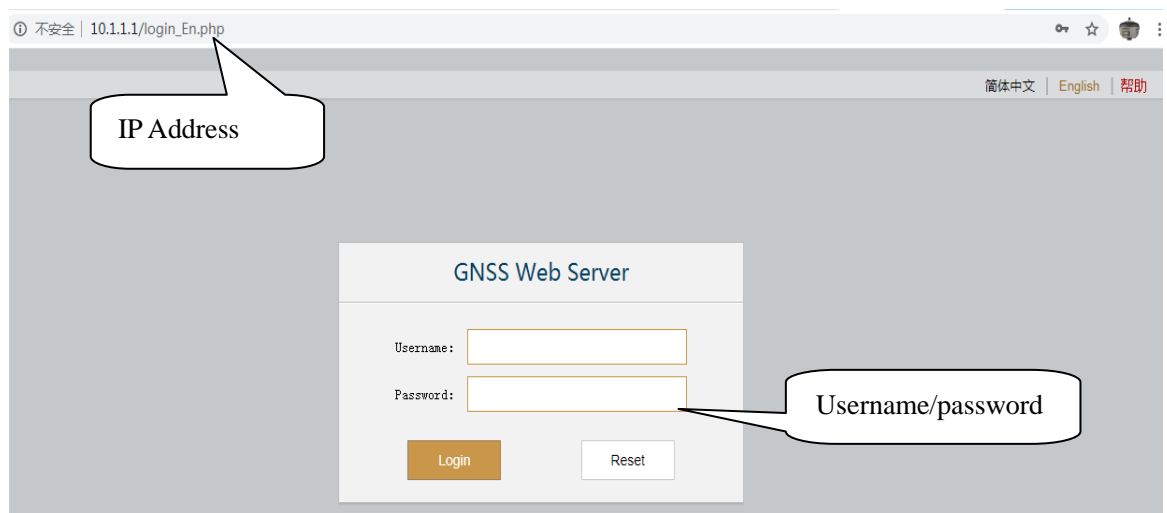 不安全 | 10.1.1.1/login_En.php
简体中文 | English | 帮助
IP Address
GNSS Web Server
Username:
Password:
Username/password
Login Reset